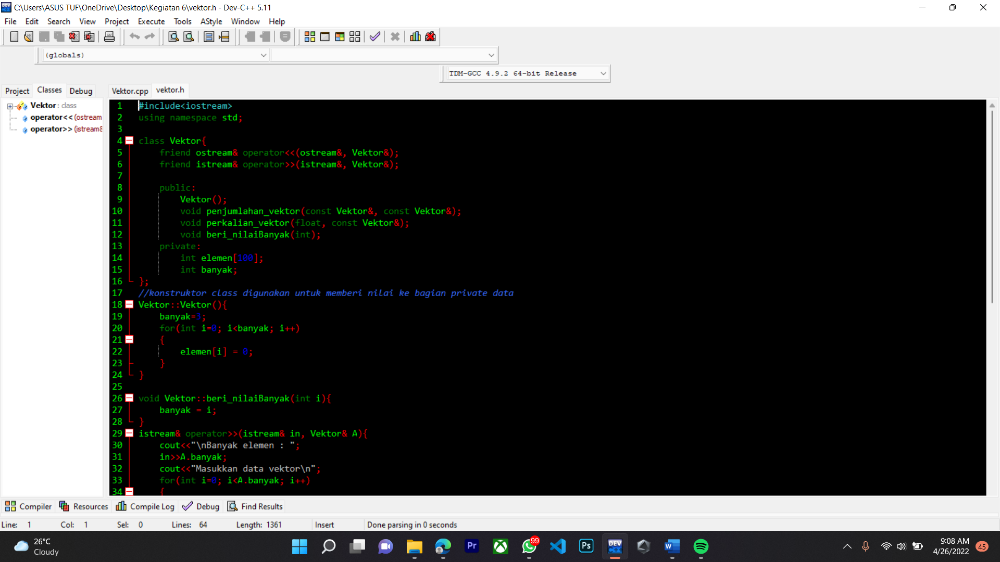 C:\Users\ASUS TUF\OneDrive\Desktop\Kegiatan 6\vektor.h - Dev-C++ 5.11
File Edit Search View Project Execute Tools AStyle Window Help
(globals)
TDM-GCC 4.9.2 64-bit Release
Project Classes Debug Vektor.cpp vektor.h
Vektor : class
operator<< (ostream
operator>> (istream&
1 #include<iostream>
2 using namespace std;
3
4 class Vektor{
5 friend ostream& operator<<(ostream&, Vektor&);
6 friend istream& operator>>(istream&, Vektor&);
7
8 public:
9 Vektor();
10 void penjumlahan_vektor(const Vektor&, const Vektor&);
11 void perkalian_vektor(float, const Vektor&);
12 void beri_nilaiBanyak(int);
13 private:
14 int elemen[100];
15 int banyak;
16 };
17 //konstruktor class digunakan untuk memberi nilai ke bagian private data
18 Vektor::Vektor(){
19 banyak=3;
20 for(int i=0; i<banyak; i++)
21 {
22 elemen[i] = 0;
23 }
24 }
25
26 void Vektor::beri_nilaiBanyak(int i){
27 banyak = i;
28 }
29 istream& operator>>(istream& in, Vektor& A){
30 cout<<"\nBanyak elemen : ";
31 in>>A.banyak;
32 cout<<"Masukkan data vektor\n";
33 for(int i=0; i<A.banyak; i++)
34 {
Compiler Resources Compile Log Debug Find Results
Line: 1 Col: 1 Sel: 0 Lines: 64 Length: 1361 Insert Done parsing in 0 seconds
26°C
Cloudy
Pr
99
Ps
DEV
C++
W
9:08 AM
4/26/2022
45